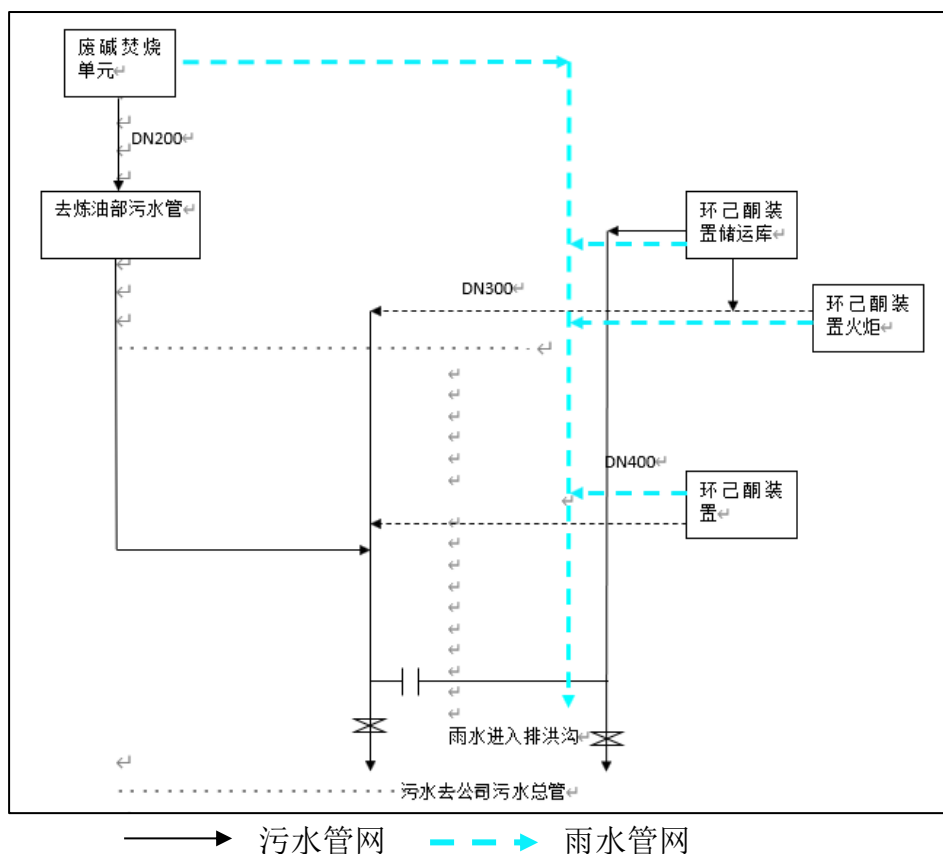 废碱焚烧
单元
DN200
去炼油部污水管
环己酮装
置储运库
DN300
环己酮装
置火炬
DN400
环己酮装
置
雨水进入排洪沟
污水去公司污水总管
污水管网
雨水管网